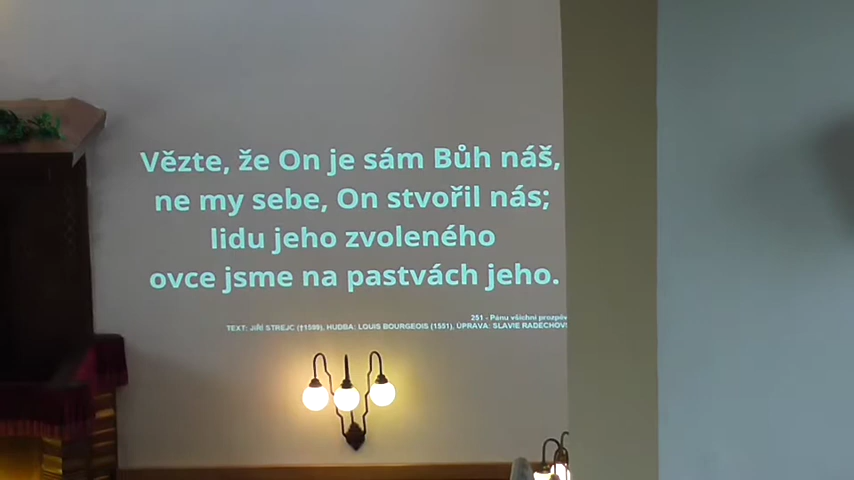 Vězte, že On je sám Bůh náš,
ne my sebe, On stvořil nás;
lidu jeho zvoleného
ovce jsme na pastvách jeho.
251 - Pánu všichni
TEXT: JIŘÍ STREJC (†1599), HUDBA: LOUIS BOURGEOIS (1551), ÚPRAVA: SLAVIE